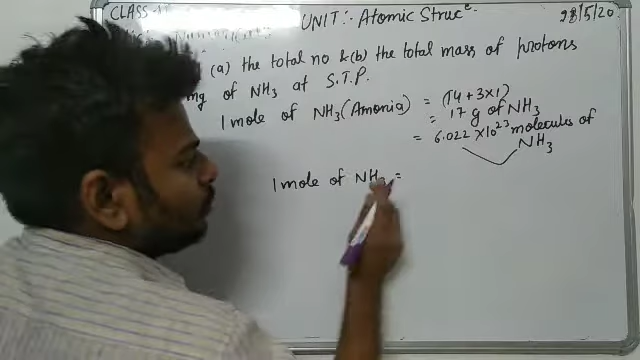 CLASS-11
UNIT:- Atomic Struc^e
28/5/20
(a) the total no &(b) the total mass of protons
mg of NH3 at S.T.P.
1 mole of NH3 (Amonia) = (14 + 3×1)
= 17 g of NH3
= 6.022 ×10^23 molecules of
NH3
1 mole of NH3 =